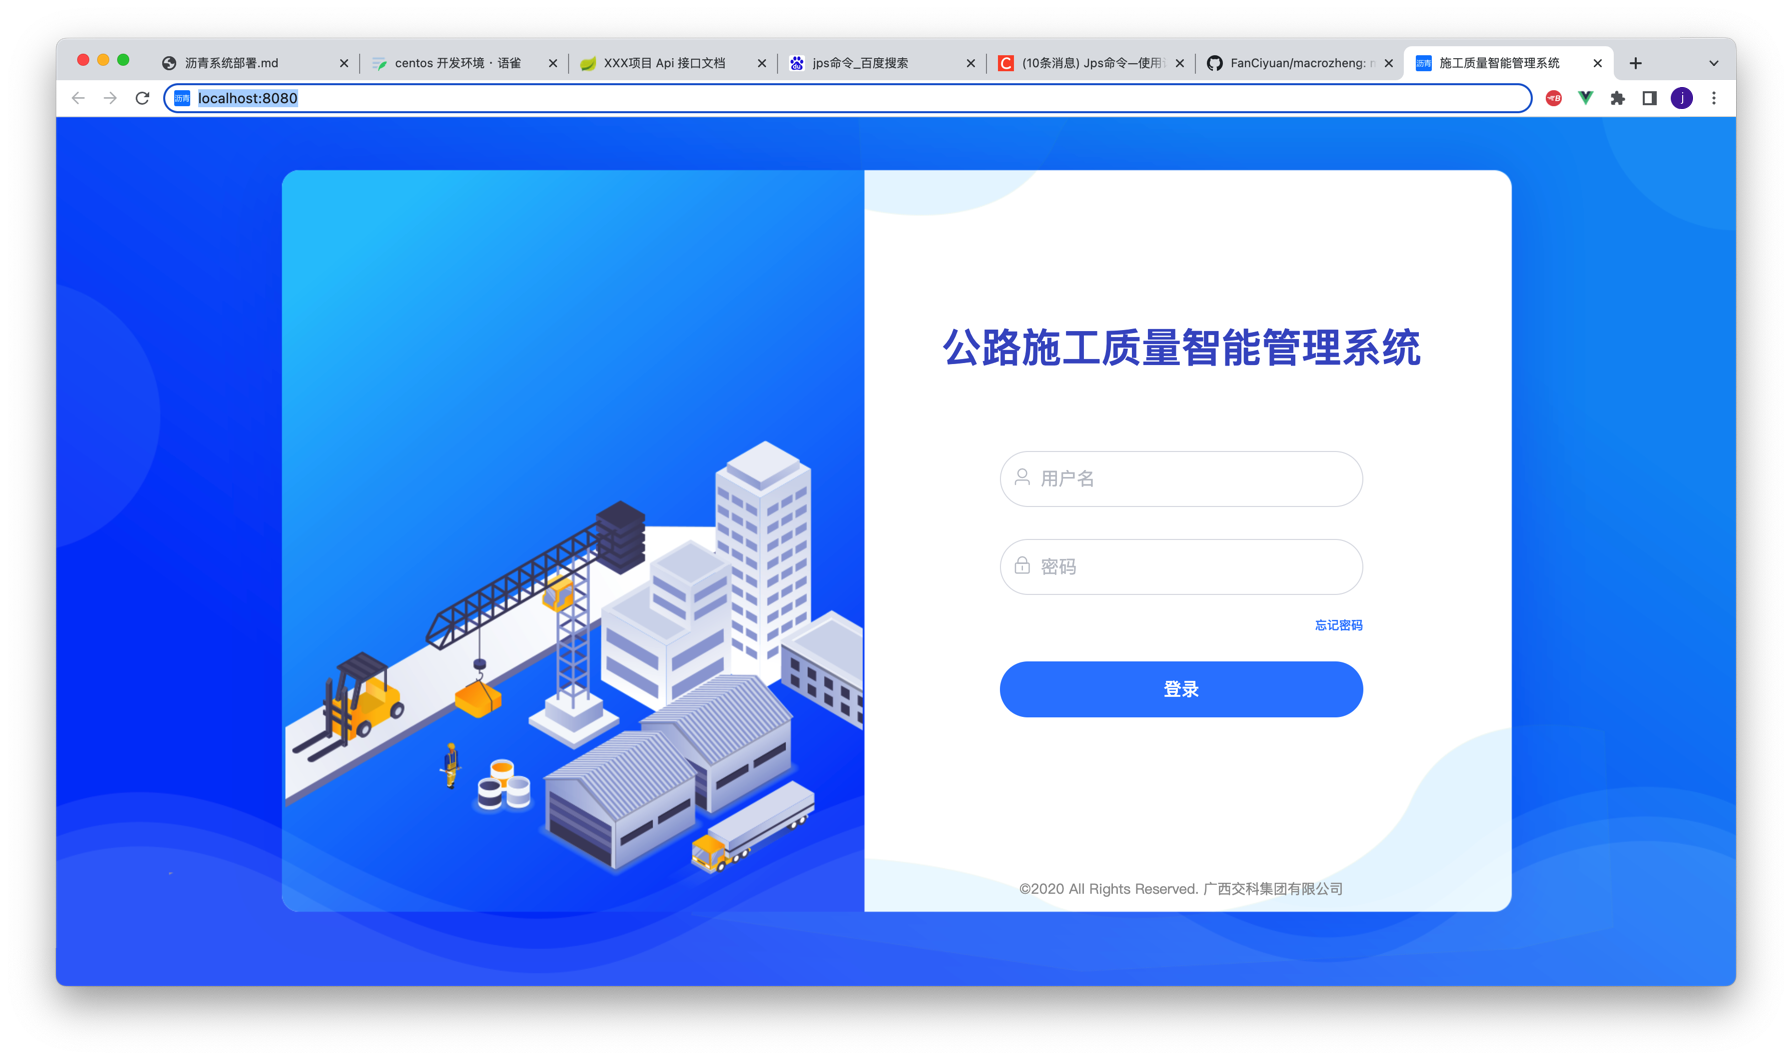 沥青系统部署.md
centos 开发环境 · 语雀
XXX项目 Api 接口文档
jps命令_百度搜索
(10条消息) Jps命令—使用
FanCiyuan/macrozheng:
施工质量智能管理系统
沥青 localhost:8080
公路施工质量智能管理系统
用户名
密码
忘记密码
登录
©2020 All Rights Reserved. 广西交科集团有限公司